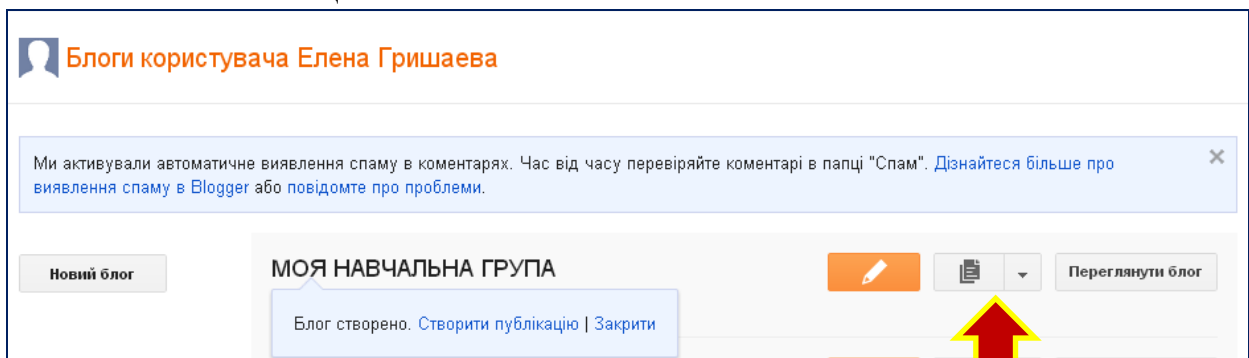 Блоги користувача Елена Гришаева
Ми активували автоматичне виявлення спаму в коментарях. Час від часу перевіряйте коментарі в папці "Спам". Дізнайтеся більше про
виявлення спаму в Blogger або повідомте про проблеми.
Новий блог
МОЯ НАВЧАЛЬНА ГРУПА
Переглянути блог
Блог створено. Створити публікацію | Закрити